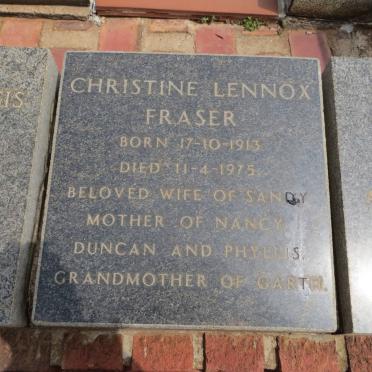 CHRISTINE LENNOX
FRASER
BORN 17-10-1913
DIED 11-4-1975
BELOVED WIFE OF SANDY
MOTHER OF NANCY,
DUNCAN AND PHYLLIS.
GRANDMOTHER OF GARTH.